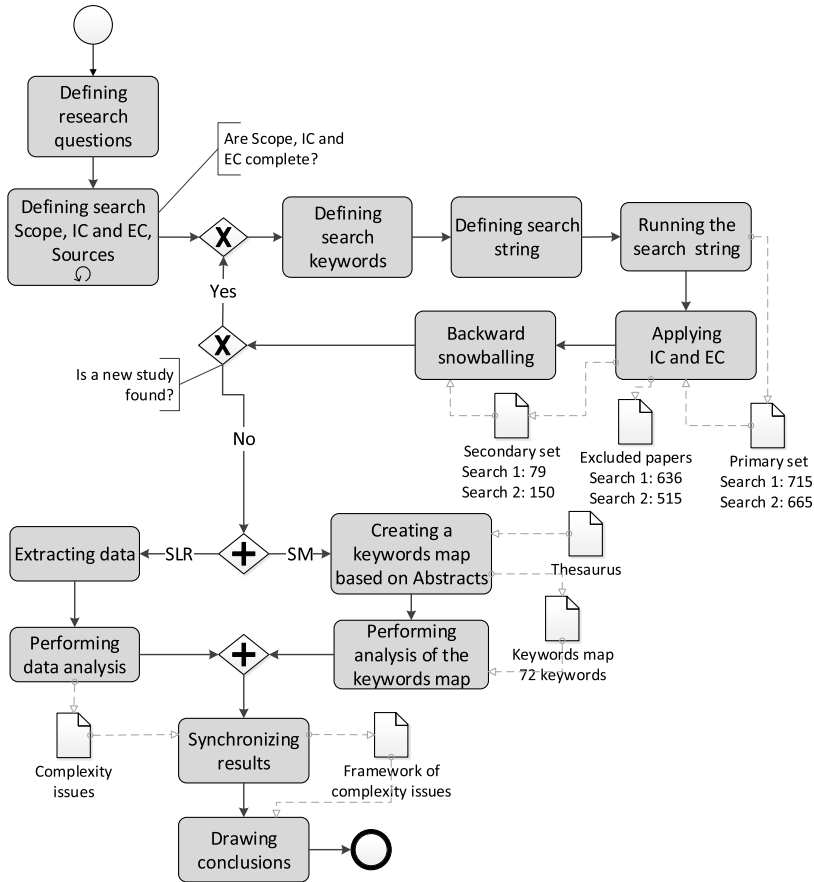 Defining
research
questions
Are Scope, IC and
EC complete?
Defining search
Scope, IC and EC,
Sources
X
Defining
search
keywords
Defining search
string
Running the
search string
Yes
X
Backward
snowballing
Applying
IC and EC
Is a new study
found?
No
Secondary set
Search 1: 79
Search 2: 150
Excluded papers
Search 1: 636
Search 2: 515
Primary set
Search 1: 715
Search 2: 665
Extracting data
SLR
SM
Creating a
keywords map
based on Abstracts
Thesaurus
Performing
data analysis
Performing
analysis of the
keywords map
Keywords map
72 keywords
Complexity
issues
Synchronizing
results
Framework of
complexity issues
Drawing
conclusions